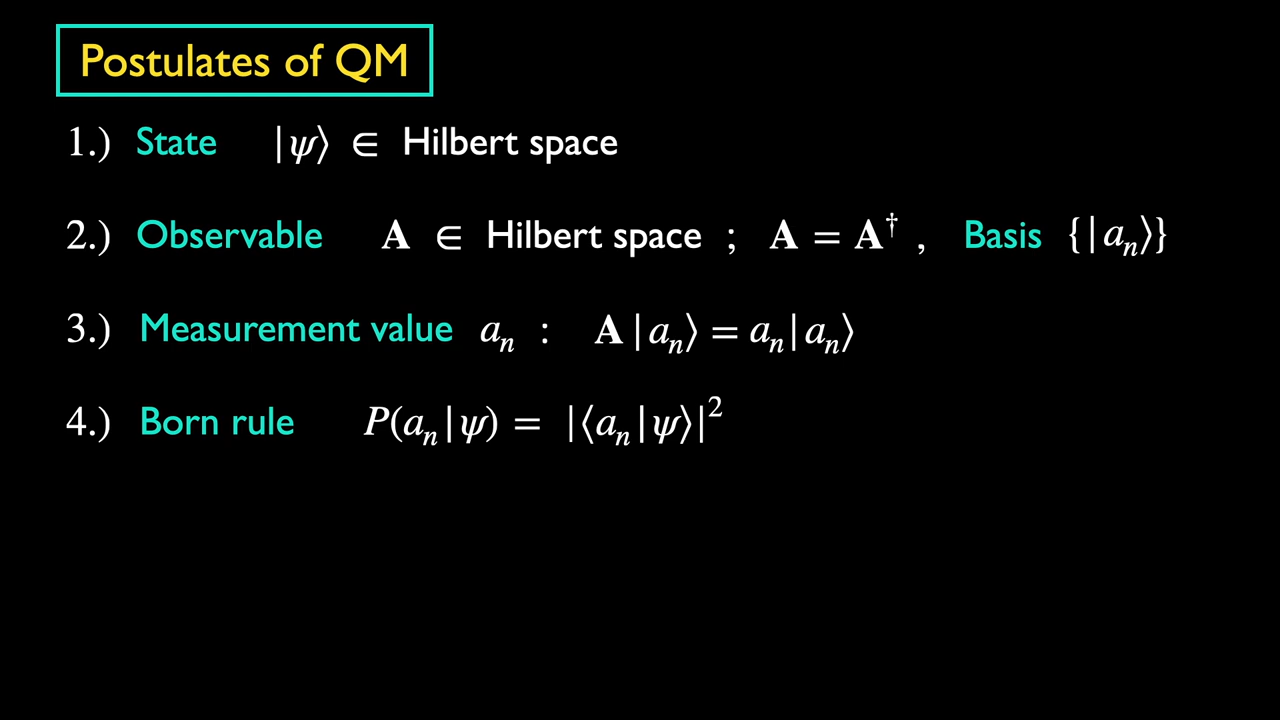 Postulates of QM
1.) State |ψ⟩ ∈ Hilbert space
2.) Observable A ∈ Hilbert space ; A = A† , Basis {|aₙ⟩}
3.) Measurement value aₙ : A|aₙ⟩ = aₙ|aₙ⟩
4.) Born rule P(aₙ|ψ) = |⟨aₙ|ψ⟩|²